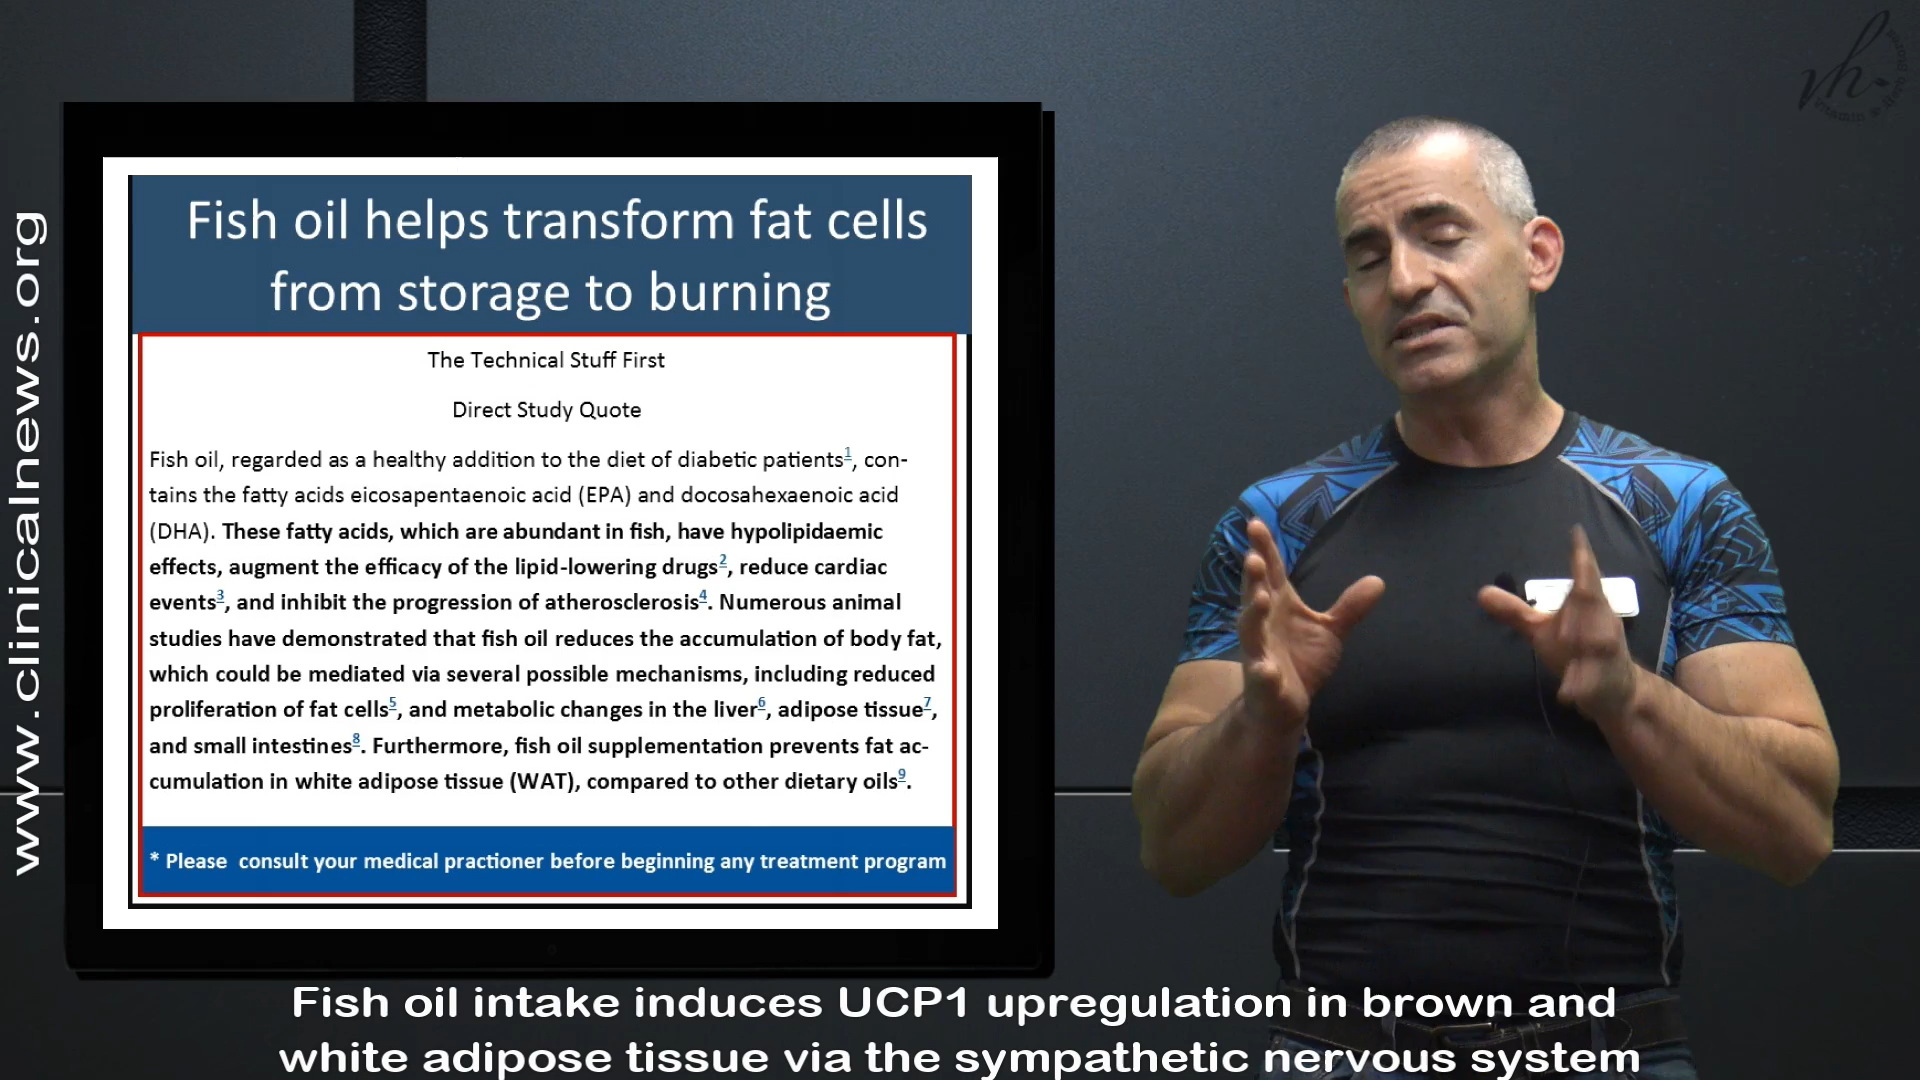 www.clinicalnews.org
Fish oil helps transform fat cells
from storage to burning
The Technical Stuff First
Direct Study Quote
Fish oil, regarded as a healthy addition to the diet of diabetic patients1, con-
tains the fatty acids eicosapentaenoic acid (EPA) and docosahexaenoic acid
(DHA). These fatty acids, which are abundant in fish, have hypolipidaemic
effects, augment the efficacy of the lipid-lowering drugs2, reduce cardiac
events3, and inhibit the progression of atherosclerosis4. Numerous animal
studies have demonstrated that fish oil reduces the accumulation of body fat,
which could be mediated via several possible mechanisms, including reduced
proliferation of fat cells5, and metabolic changes in the liver6, adipose tissue7,
and small intestines8. Furthermore, fish oil supplementation prevents fat ac-
cumulation in white adipose tissue (WAT), compared to other dietary oils9.
* Please  consult your medical practioner before beginning any treatment program
vh
Fish oil intake induces UCP1 upregulation in brown and
white adipose tissue via the sympathetic nervous system